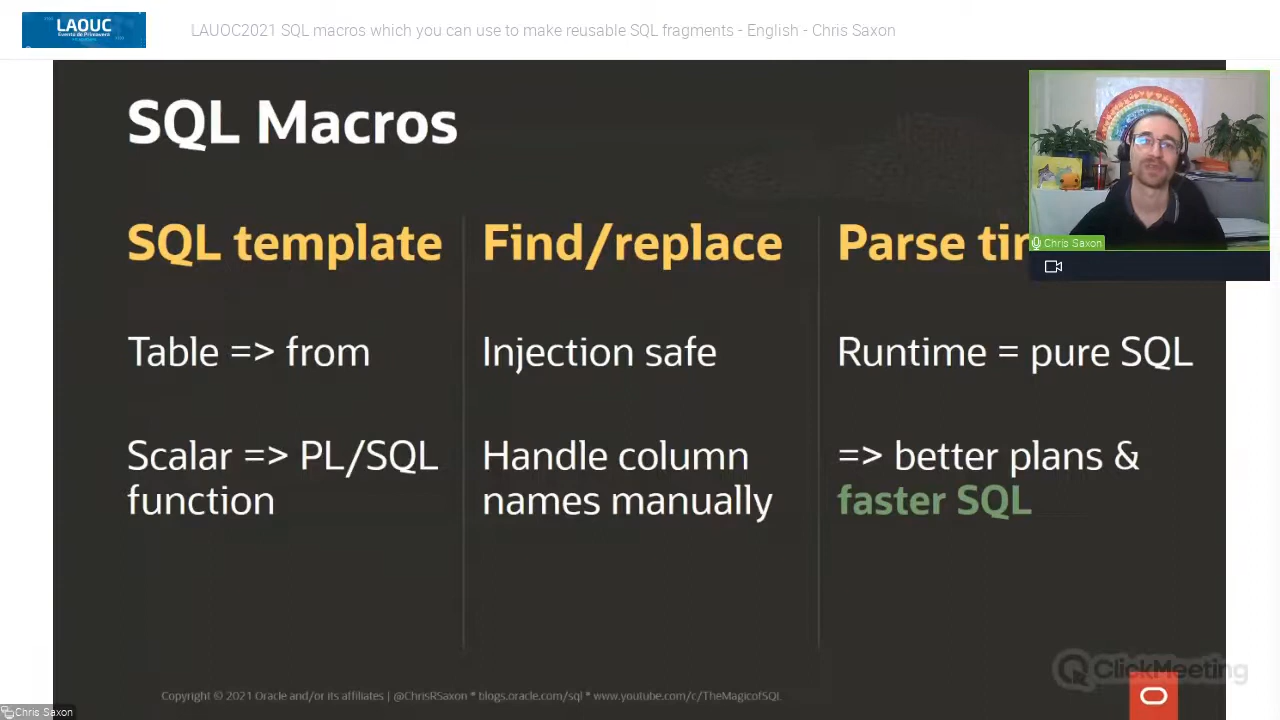 LAOUC
Evento de Primavera
LAUOC2021 SQL macros which you can use to make reusable SQL fragments - English - Chris Saxon
SQL Macros
SQL template
Table => from
Scalar => PL/SQL
function
Find/replace
Injection safe
Handle column
names manually
Parse
Runtime = pure SQL
=> better plans &
faster SQL
Chris Saxon
Copyright © 2021 Oracle and/or its affiliates | @ChrisRSaxon * blogs.oracle.com/sql * www.youtube.com/c/TheMagicofSQL
ClickMeeting
Chris Saxon